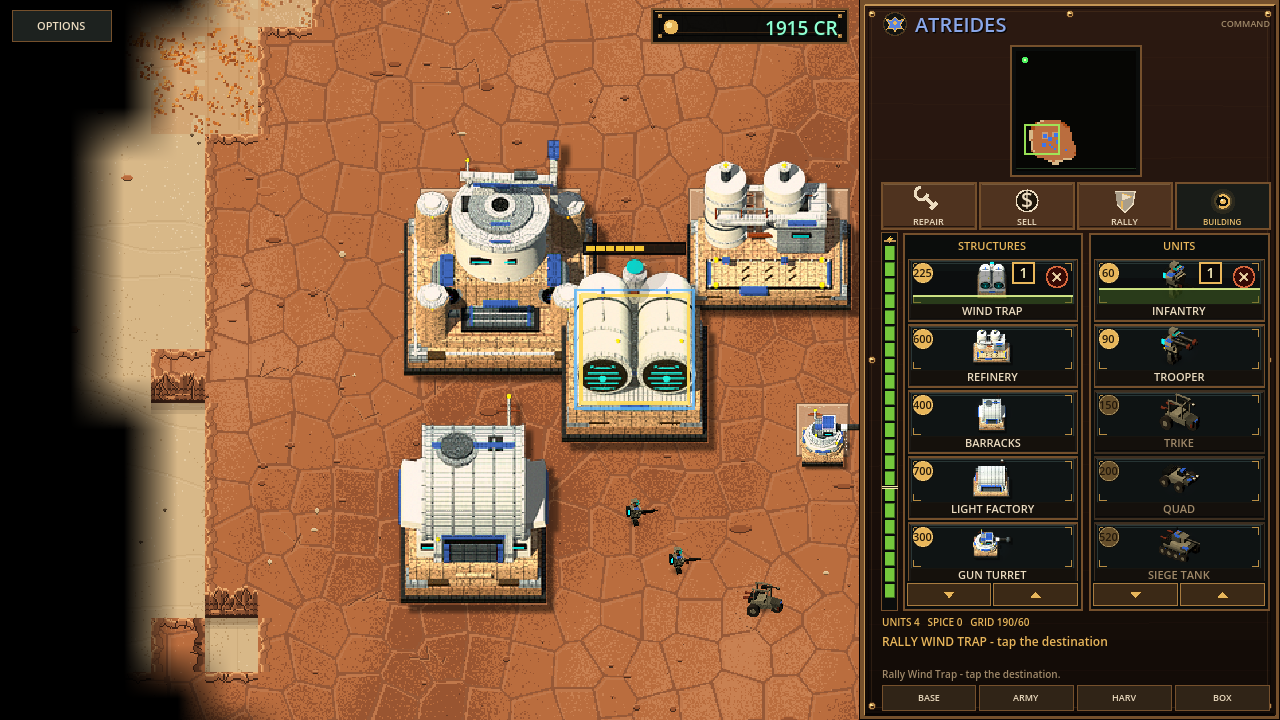 OPTIONS
1915 CR
ATREIDES
COMMAND
REPAIR
SELL
RALLY
BUILDING
STRUCTURES
UNITS
225
1
WIND TRAP
60
1
INFANTRY
600
REFINERY
90
TROOPER
400
BARRACKS
150
TRIKE
700
LIGHT FACTORY
200
QUAD
300
GUN TURRET
520
SIEGE TANK
UNITS 4 SPICE 0 GRID 190/60
RALLY WIND TRAP - tap the destination
Rally Wind Trap - tap the destination.
BASE
ARMY
HARV
BOX